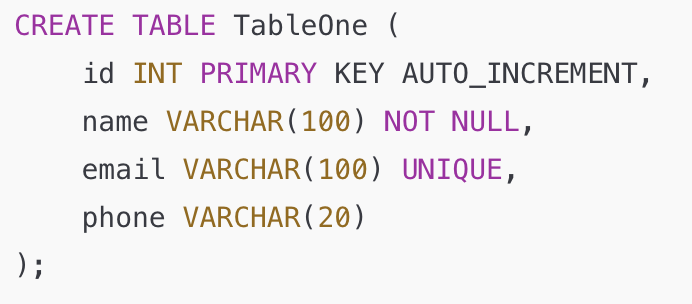 CREATE TABLE TableOne (
    id INT PRIMARY KEY AUTO_INCREMENT,
    name VARCHAR(100) NOT NULL,
    email VARCHAR(100) UNIQUE,
    phone VARCHAR(20)
);